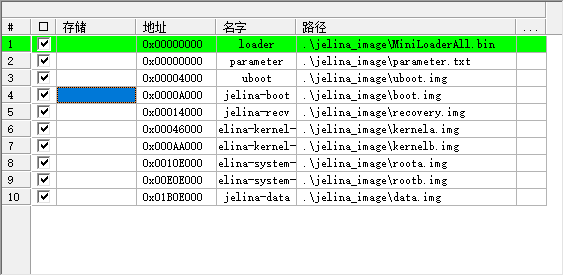 # 存储 地址 名字 路径 ...
1 0x00000000 loader .\jelina_image\MiniLoaderAll.bin
2 0x00000000 parameter .\jelina_image\parameter.txt
3 0x00004000 uboot .\jelina_image\uboot.img
4 0x0000A000 jelina-boot .\jelina_image\boot.img
5 0x00014000 jelina-recv .\jelina_image\recovery.img
6 0x00046000 elina-kernel- .\jelina_image\kernela.img
7 0x000AA000 elina-kernel- .\jelina_image\kernelb.img
8 0x0010E000 elina-system- .\jelina_image\roota.img
9 0x00E0E000 elina-system- .\jelina_image\rootb.img
10 0x01B0E000 jelina-data .\jelina_image\data.img